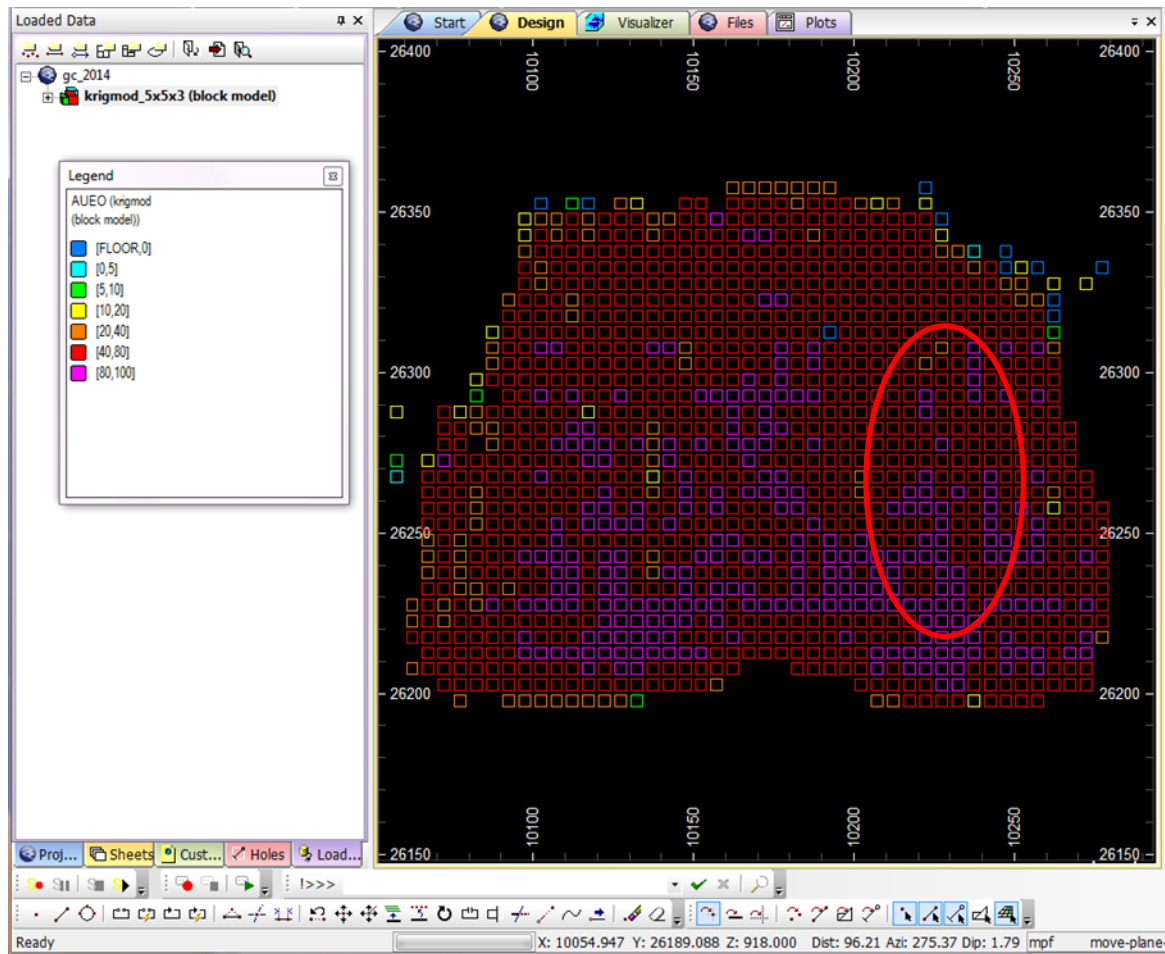 Loaded Data
Start Design Visualizer Files Plots
gc_2014
krigmod_5x5x3 (block model)
Legend
AUEO (krigmod
(block model))
[FLOOR,0]
[0,5]
[5,10]
[10,20]
[20,40]
[40,80]
[80,100]
26400 10100 10150 10200 10250 26400
26350 26350
26300 26300
26250 26250
26200 26200
26150 10100 10150 10200 10250 26150
Proj... Sheets Cust... Holes Load...
!>>>
Ready X: 10054.947 Y: 26189.088 Z: 918.000 Dist: 96.21 Azi: 275.37 Dip: 1.79 mpf move-plane-